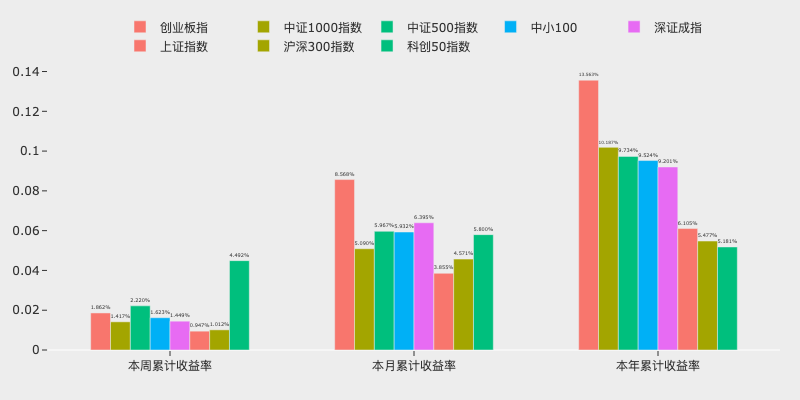 创业板指 中证1000指数 中证500指数 中小100 深证成指
上证指数 沪深300指数 科创50指数
0.14
0.12
0.1
0.08
0.06
0.04
0.02
0
1.862% 1.417% 2.220% 1.623% 1.449% 0.947% 1.012% 4.492%
8.569% 5.090% 5.967% 5.932% 6.395% 3.855% 4.571% 5.800%
13.563% 10.187% 9.734% 9.524% 9.201% 6.105% 5.477% 5.181%
本周累计收益率 本月累计收益率 本年累计收益率